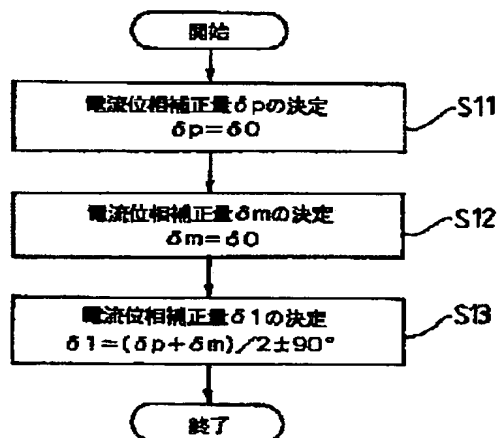 開始
電流位相補正量δpの決定
δp=δ0
S11
電流位相補正量δmの決定
δm=δ0
S12
電流位相補正量δ1の決定
δ1=(δp+δm)/2±90°
S13
終了